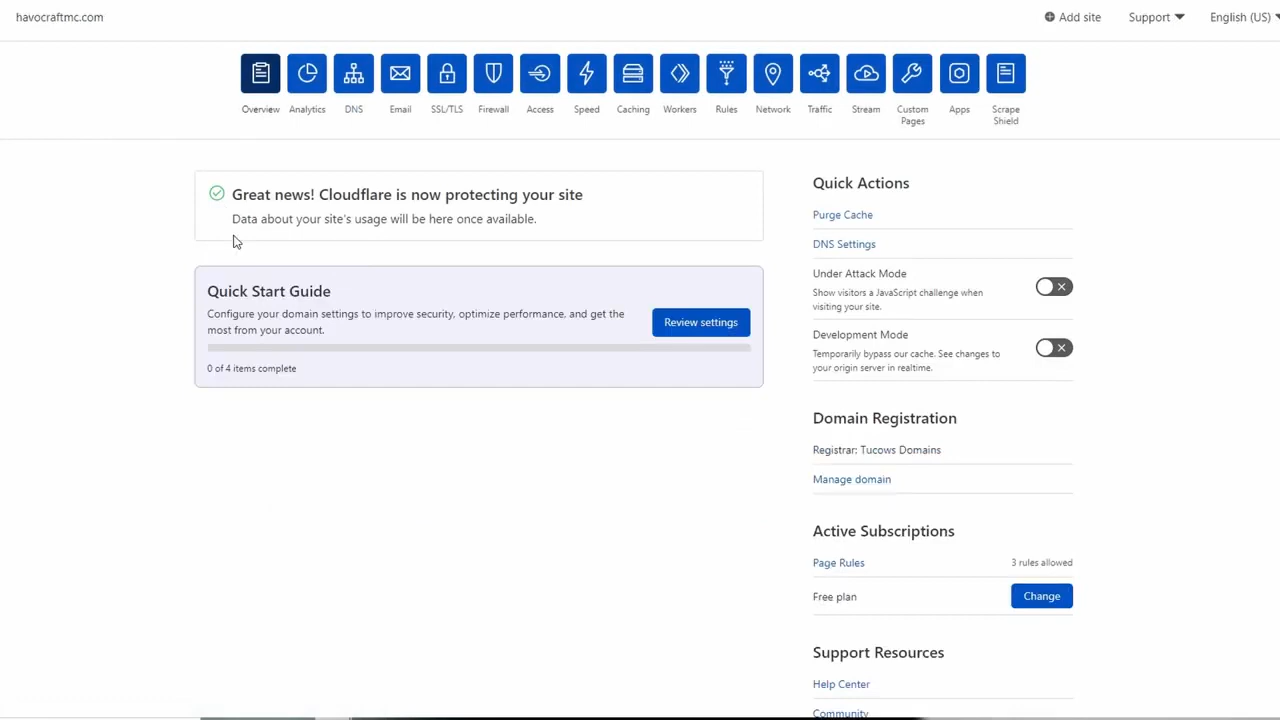 havocraftmc.com
Add site
Support
English (US)
Overview
Analytics
DNS
Email
SSL/TLS
Firewall
Access
Speed
Caching
Workers
Rules
Network
Traffic
Stream
Custom
Pages
Apps
Scrape
Shield
Great news! Cloudflare is now protecting your site
Data about your site's usage will be here once available.
Quick Start Guide
Configure your domain settings to improve security, optimize performance, and get the
most from your account.
Review settings
0 of 4 items complete
Quick Actions
Purge Cache
DNS Settings
Under Attack Mode
Show visitors a JavaScript challenge when
visiting your site.
Development Mode
Temporarily bypass our cache. See changes to
your origin server in realtime.
Domain Registration
Registrar: Tucows Domains
Manage domain
Active Subscriptions
Page Rules
3 rules allowed
Free plan
Change
Support Resources
Help Center
Community